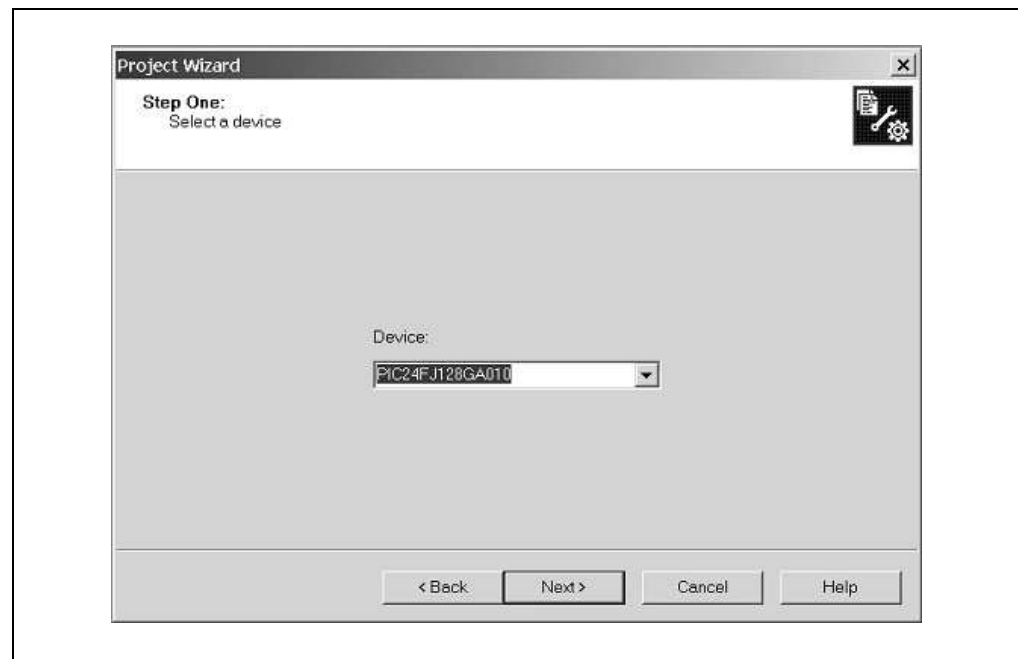 Project Wizard
Step One:
Select a device
Device:
PIC24FJ128GA010
< Back Next > Cancel Help